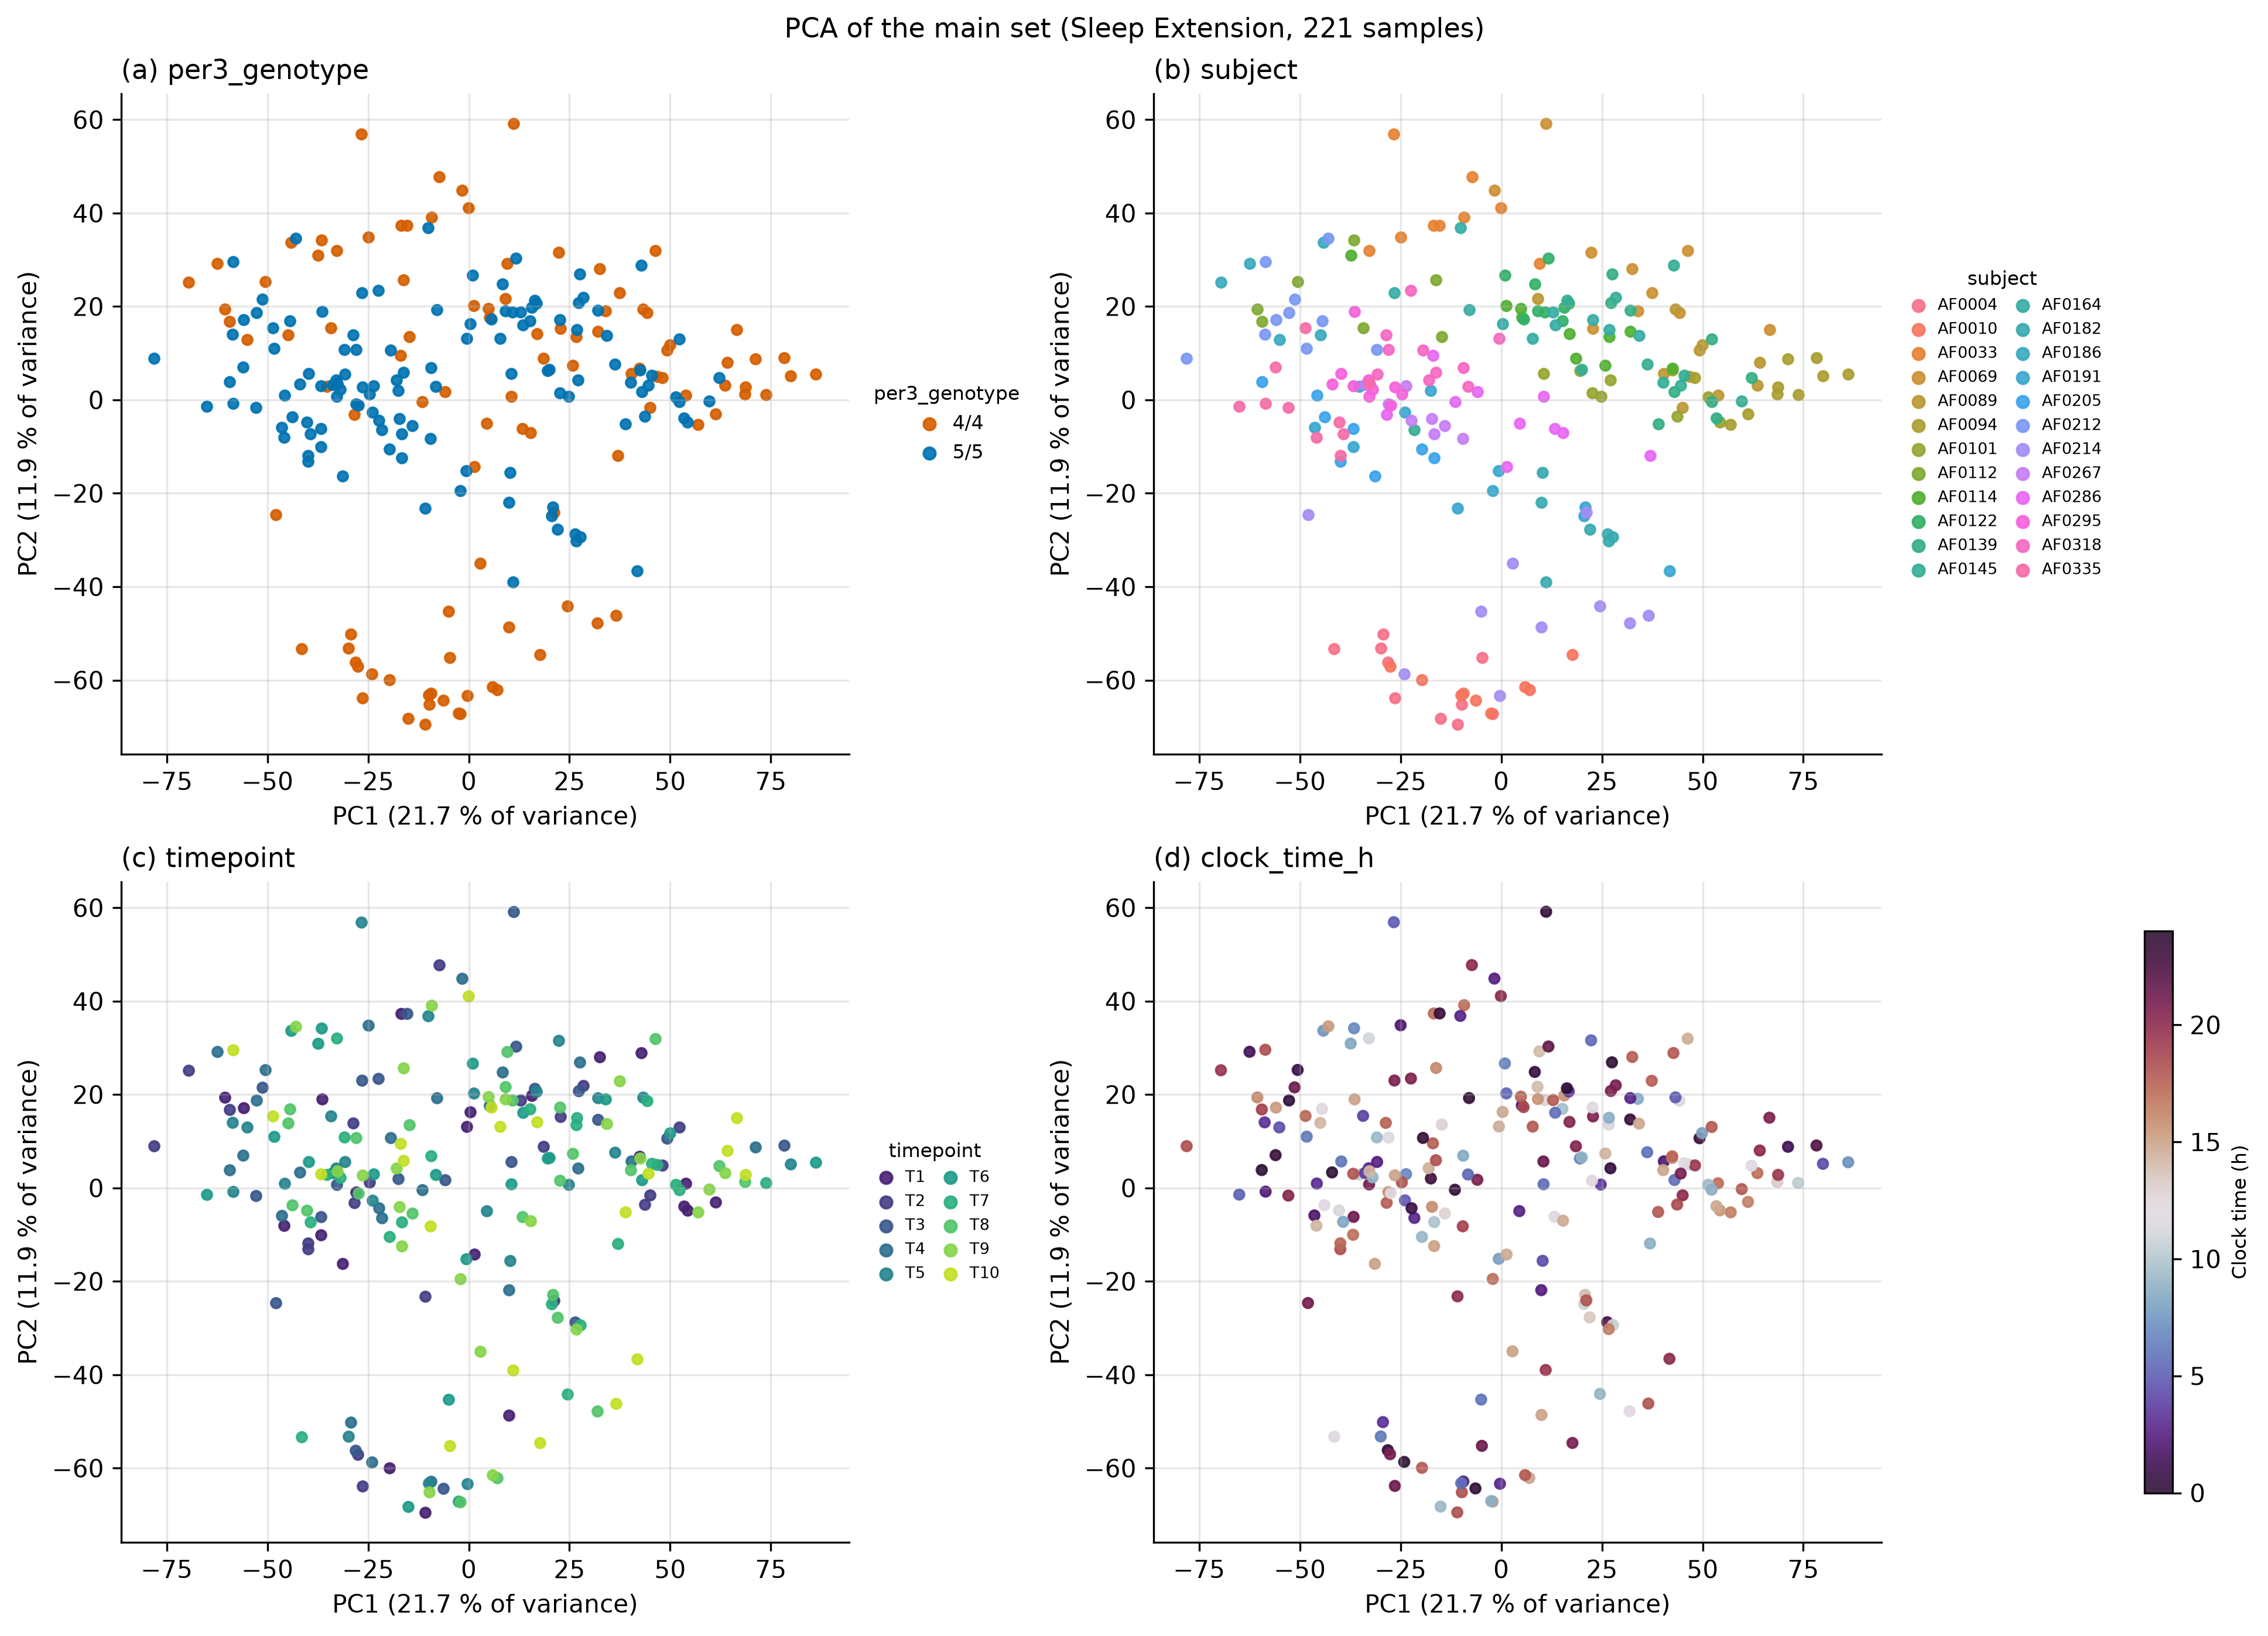 PCA of the main set (Sleep Extension, 221 samples)
(a) per3_genotype
60
40
20
0
−20
−40
−60
PC2 (11.9 % of variance)
−75 −50 −25 0 25 50 75
PC1 (21.7 % of variance)
per3_genotype
4/4
5/5
(b) subject
60
40
20
0
−20
−40
−60
PC2 (11.9 % of variance)
−75 −50 −25 0 25 50 75
PC1 (21.7 % of variance)
subject
AF0004 AF0164
AF0010 AF0182
AF0033 AF0186
AF0069 AF0191
AF0089 AF0205
AF0094 AF0212
AF0101 AF0214
AF0112 AF0267
AF0114 AF0286
AF0122 AF0295
AF0139 AF0318
AF0145 AF0335
(c) timepoint
60
40
20
0
−20
−40
−60
PC2 (11.9 % of variance)
−75 −50 −25 0 25 50 75
PC1 (21.7 % of variance)
timepoint
T1 T6
T2 T7
T3 T8
T4 T9
T5 T10
(d) clock_time_h
60
40
20
0
−20
−40
−60
PC2 (11.9 % of variance)
−75 −50 −25 0 25 50 75
PC1 (21.7 % of variance)
20
15
10
5
0
Clock time (h)